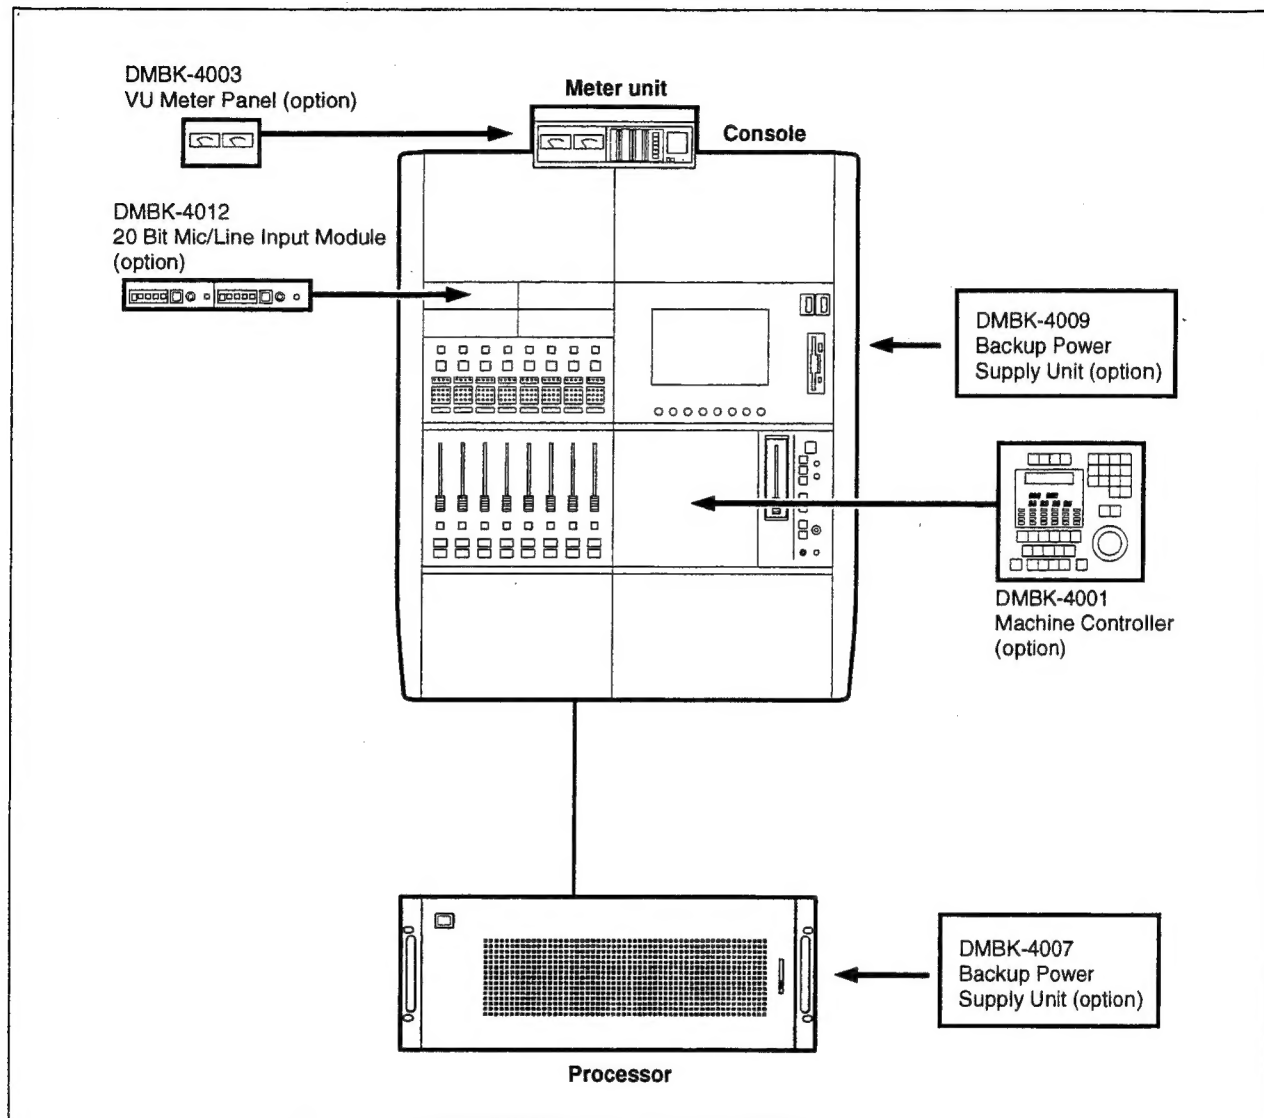 DMBK-4003
VU Meter Panel (option)
Meter unit
Console
DMBK-4012
20 Bit Mic/Line Input Module
(option)
DMBK-4009
Backup Power
Supply Unit (option)
DMBK-4001
Machine Controller
(option)
DMBK-4007
Backup Power
Supply Unit (option)
Processor